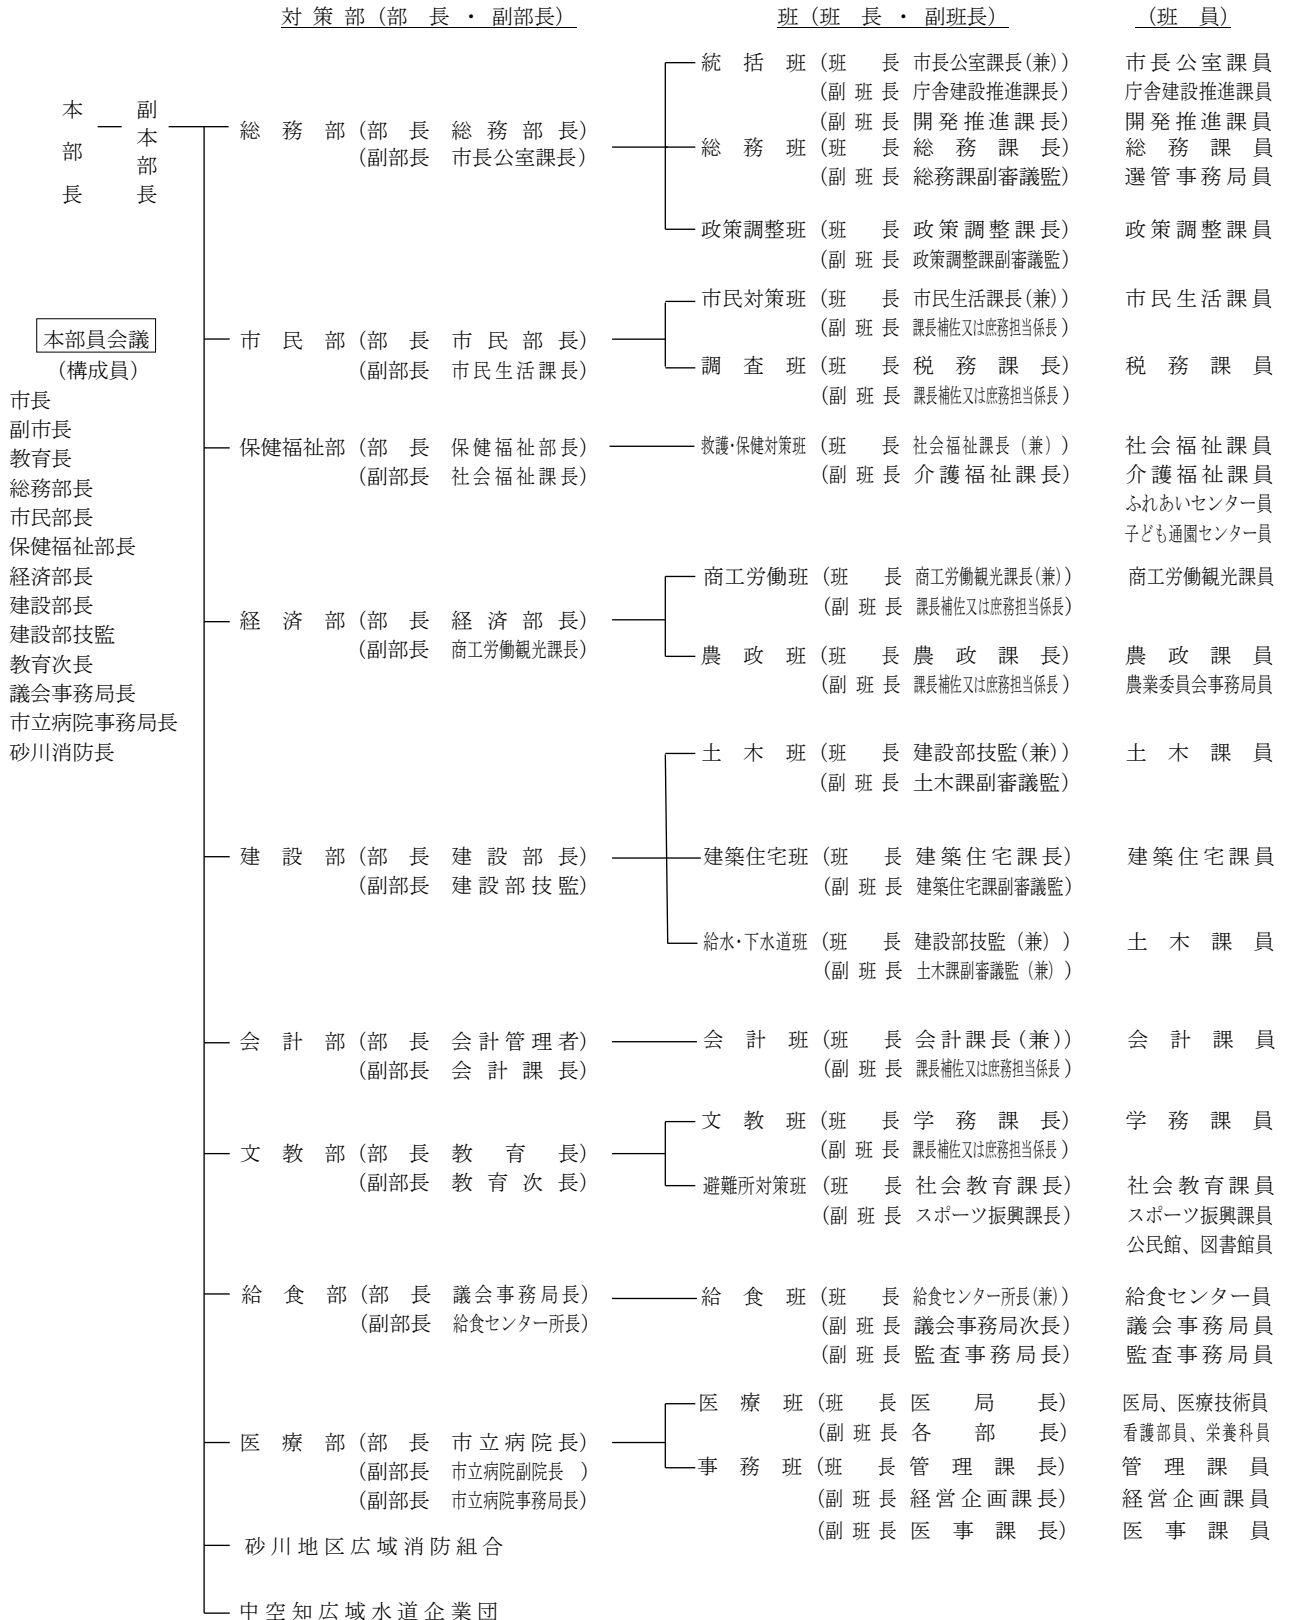 対策部(部　長・副部長)　班(班　長・副班長)　(班　員)
本部長
副本部長
本部員会議
(構成員)
市長
副市長
教育長
総務部長
市民部長
保健福祉部長
経済部長
建設部長
建設部技監
教育次長
議会事務局長
市立病院事務局長
砂川消防長
総務部(部　長　総務部長)
(副部長　市長公室課長)
統括班(班　長　市長公室課長(兼))　市長公室課員
(副班長　庁舎建設推進課長)　庁舎建設推進課員
(副班長　開発推進課長)　開発推進課員
総務班(班　長　総務課長)　総務課員
(副班長　総務課副審議監)　選管事務局員
政策調整班(班　長　政策調整課長)　政策調整課員
(副班長　政策調整課副審議監)
市民部(部　長　市民部長)
(副部長　市民生活課長)
市民対策班(班　長　市民生活課長(兼))　市民生活課員
(副班長　課長補佐又は庶務担当係長)
調査班(班　長　税務課長)　税務課員
(副班長　課長補佐又は庶務担当係長)
保健福祉部(部　長　保健福祉部長)
(副部長　社会福祉課長)
救護・保健対策班(班　長　社会福祉課長(兼))　社会福祉課員
(副班長　介護福祉課長)　介護福祉課員
ふれあいセンター員
子ども通園センター員
経済部(部　長　経済部長)
(副部長　商工労働観光課長)
商工労働班(班　長　商工労働観光課長(兼))　商工労働観光課員
(副班長　課長補佐又は庶務担当係長)
農政班(班　長　農政課長)　農政課員
(副班長　課長補佐又は庶務担当係長)　農業委員会事務局員
建設部(部　長　建設部長)
(副部長　建設部技監)
土木班(班　長　建設部技監(兼))　土木課員
(副班長　土木課副審議監)
建築住宅班(班　長　建築住宅課長)　建築住宅課員
(副班長　建築住宅課副審議監)
給水・下水道班(班　長　建設部技監(兼))　土木課員
(副班長　土木課副審議監(兼))
会計部(部　長　会計管理者)
(副部長　会計課長)
会計班(班　長　会計課長(兼))　会計課員
(副班長　課長補佐又は庶務担当係長)
文教部(部　長　教育長)
(副部長　教育次長)
文教班(班　長　学務課長)　学務課員
(副班長　課長補佐又は庶務担当係長)
避難所対策班(班　長　社会教育課長)　社会教育課員
(副班長　スポーツ振興課長)　スポーツ振興課員
公民館、図書館員
給食部(部　長　議会事務局長)
(副部長　給食センター所長)
給食班(班　長　給食センター所長(兼))　給食センター員
(副班長　議会事務局次長)　議会事務局員
(副班長　監査事務局長)　監査事務局員
医療部(部　長　市立病院長)
(副部長　市立病院副院長)
(副部長　市立病院事務局長)
医療班(班　長　医局長)　医局、医療技術員
(副班長　各部長)　看護部員、栄養科員
事務班(班　長　管理課長)　管理課員
(副班長　経営企画課長)　経営企画課員
(副班長　医事課長)　医事課員
砂川地区広域消防組合
中空知広域水道企業団